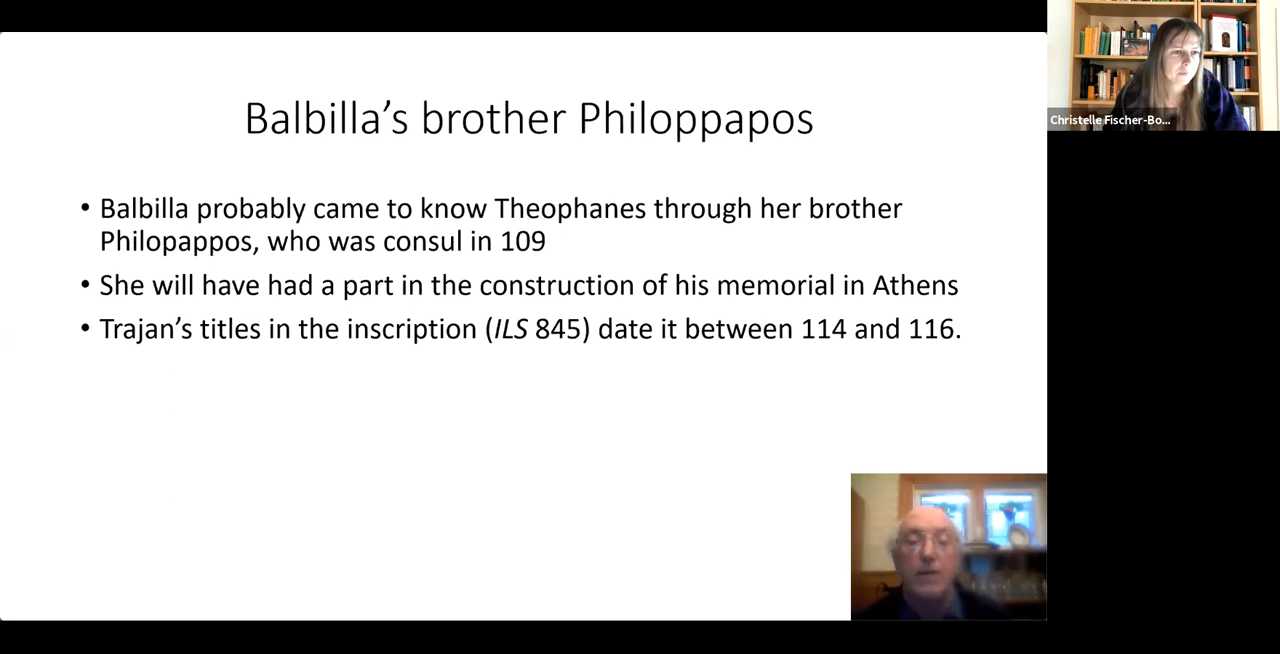 Balbilla's brother Philoppapos
• Balbilla probably came to know Theophanes through her brother
Philopappos, who was consul in 109
• She will have had a part in the construction of his memorial in Athens
• Trajan's titles in the inscription (ILS 845) date it between 114 and 116.
Christelle Fischer-Bo...